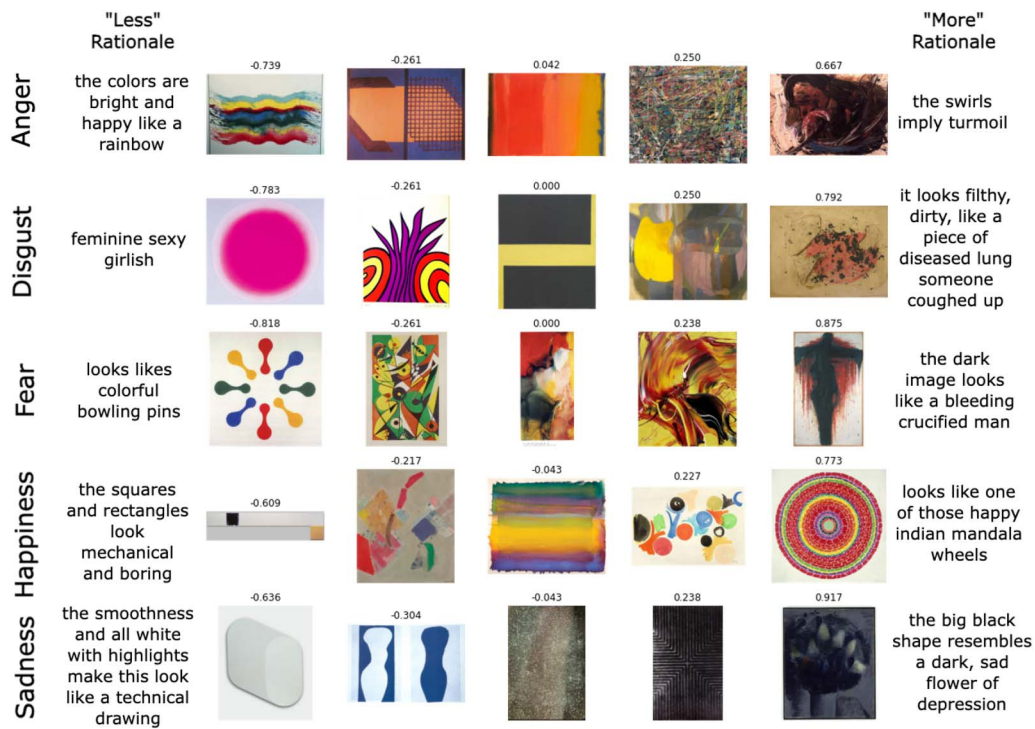 "Less"
Rationale
"More"
Rationale
Anger
the colors are
bright and
happy like a
rainbow
-0.739
-0.261
0.042
0.250
0.667
the swirls
imply turmoil
Disgust
feminine sexy
girlish
-0.783
-0.261
0.000
0.250
0.792
it looks filthy,
dirty, like a
piece of
diseased lung
someone
coughed up
Fear
looks likes
colorful
bowling pins
-0.818
-0.261
0.000
0.238
0.875
the dark
image looks
like a bleeding
crucified man
Happiness
the squares
and rectangles
look
mechanical
and boring
-0.609
-0.217
-0.043
0.227
0.773
looks like one
of those happy
indian mandala
wheels
Sadness
the smoothness
and all white
with highlights
make this look
like a technical
drawing
-0.636
-0.304
-0.043
0.238
0.917
the big black
shape resembles
a dark, sad
flower of
depression